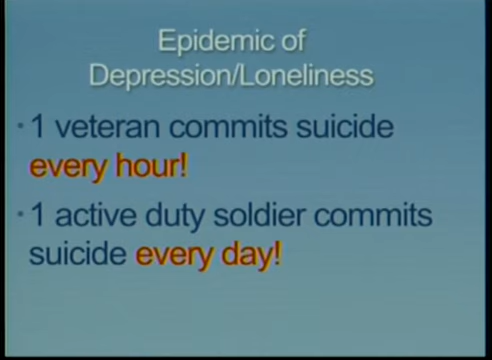 Epidemic of
Depression/Loneliness
· 1 veteran commits suicide
every hour!
· 1 active duty soldier commits
suicide every day!